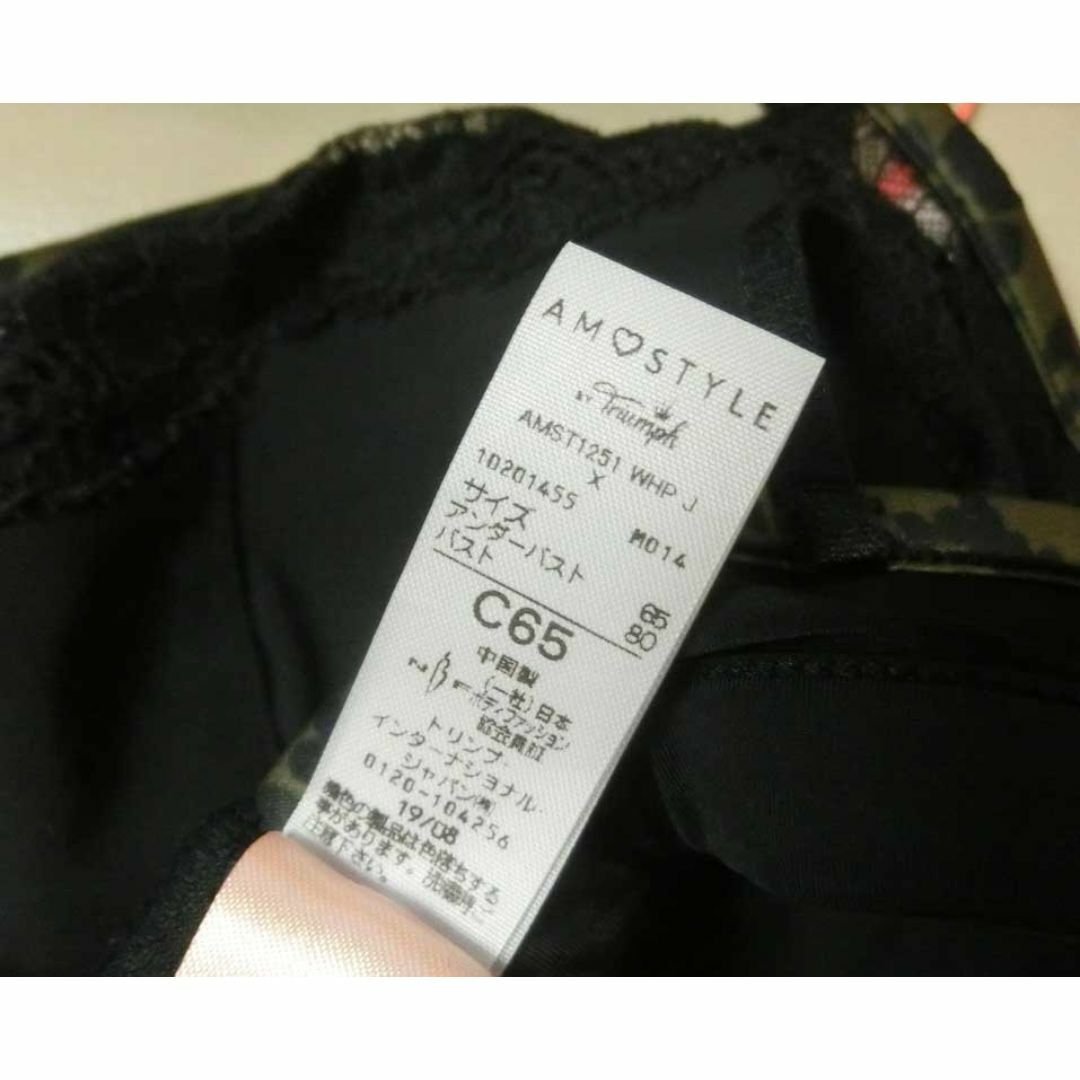 AM♡STYLE
BY Triumph
AMST1251 WHP J
X
10201455 M014
サイズ
アンダーバスト 65
バスト 80
C65
中国製
(一社)日本
ボディファッション
協会員証
トリンプ・
インターナショナル・
ジャパン㈱
0120-104256
19/08
濃色の製品は色落ちする
事があります。洗濯時ご
注意下さい。